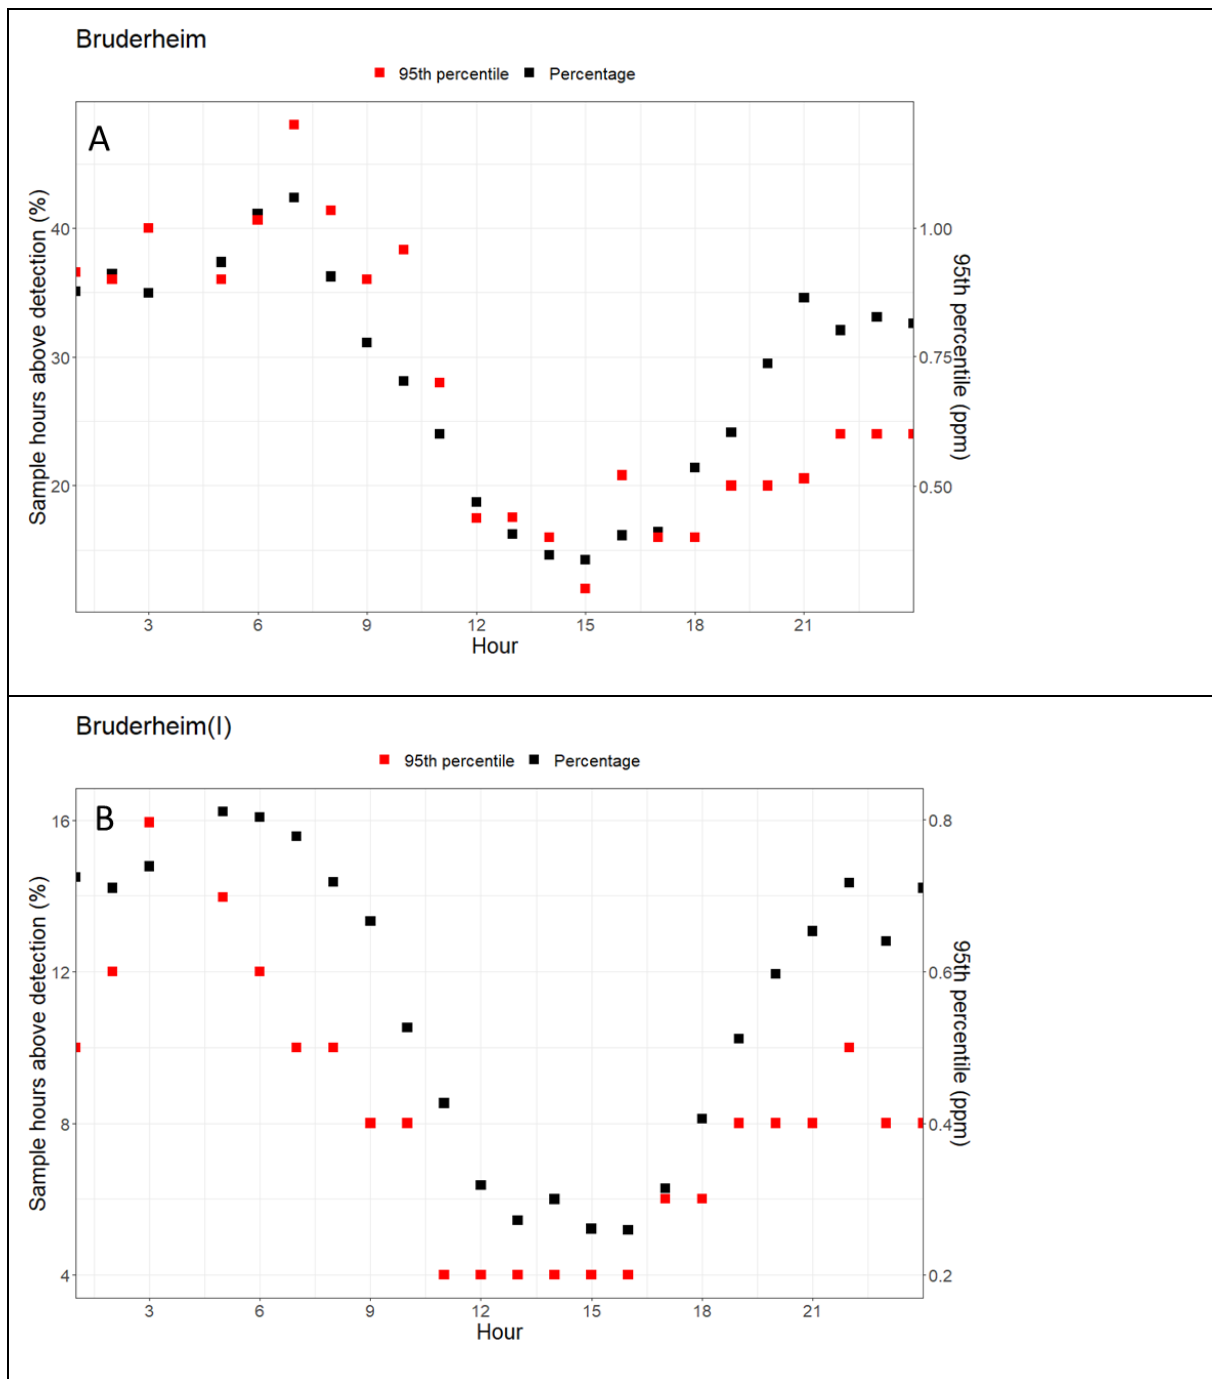 Bruderheim
95th percentile Percentage
A
Sample hours above detection (%)
40
30
20
1.00
0.75
0.50
95th percentile (ppm)
3 6 9 12 15 18 21
Hour
Bruderheim(I)
95th percentile Percentage
B
Sample hours above detection (%)
16
12
8
4
0.8
0.6
0.4
0.2
95th percentile (ppm)
3 6 9 12 15 18 21
Hour